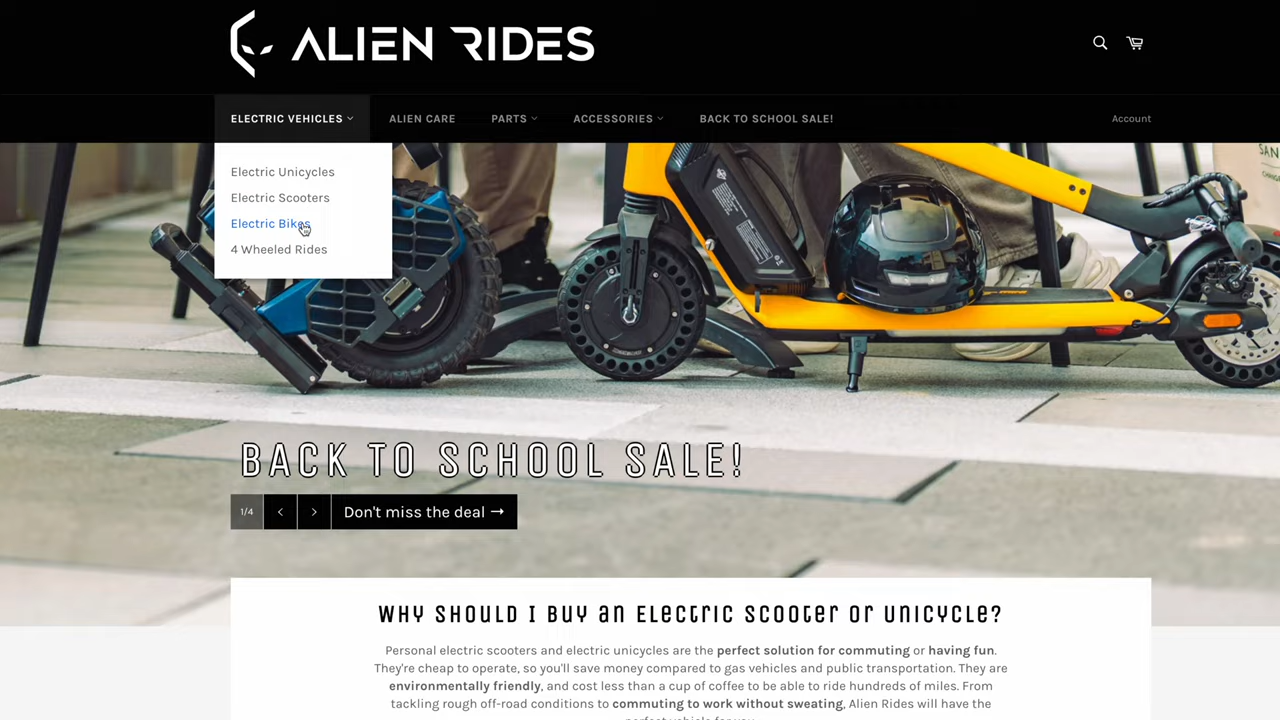 ALIEN RIDES
ELECTRIC VEHICLES
ALIEN CARE
PARTS
ACCESSORIES
BACK TO SCHOOL SALE!
Account
Electric Unicycles
Electric Scooters
Electric Bikes
4 Wheeled Rides
BACK TO SCHOOL SALE!
1/4
Don't miss the deal →
WHY SHOULD I BUY AN ELECTRIC SCOOTER OR UNICYCLE?
Personal electric scooters and electric unicycles are the perfect solution for commuting or having fun.
They're cheap to operate, so you'll save money compared to gas vehicles and public transportation. They are
environmentally friendly, and cost less than a cup of coffee to be able to ride hundreds of miles. From
tackling rough off-road conditions to commuting to work without sweating, Alien Rides will have the